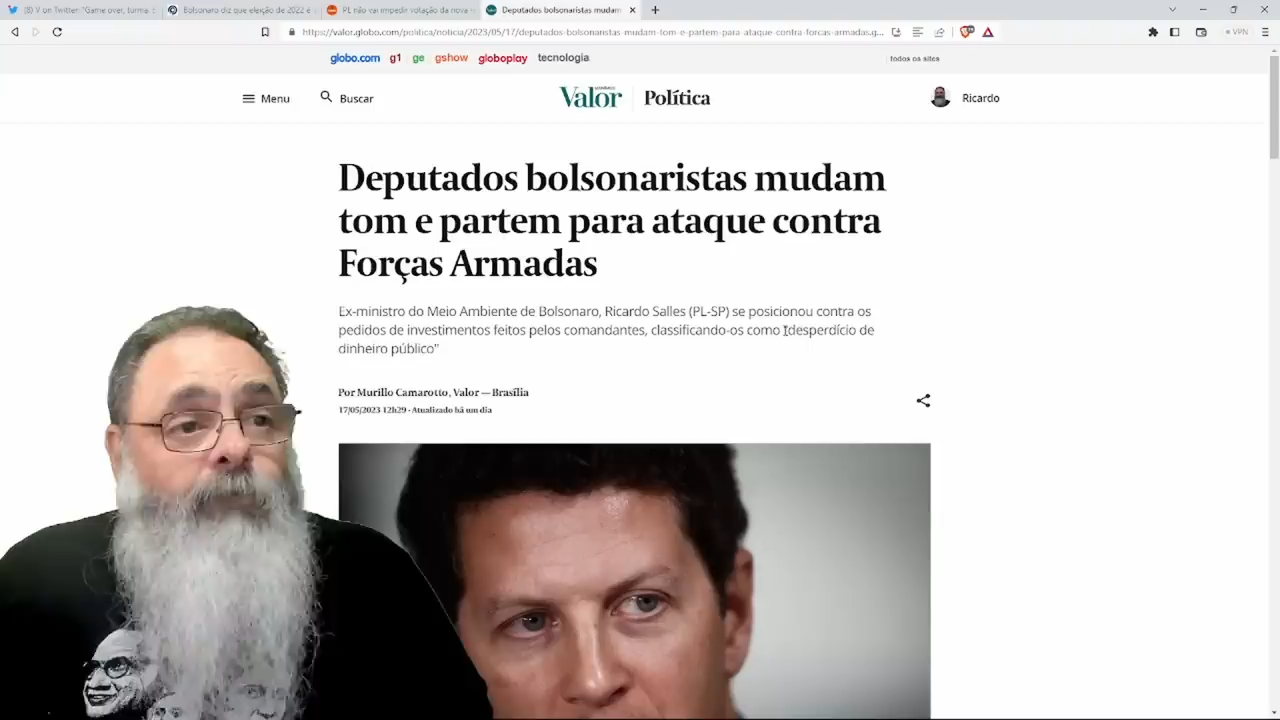 (8) V on Twitter: "Game over, turma
Bolsonaro diz que eleição de 2022 é
PL não vai impedir votação da nova
Deputados bolsonaristas mudam
https://valor.globo.com/politica/noticia/2023/05/17/deputados-bolsonaristas-mudam-tom-e-partem-para-ataque-contra-forcas-armadas.g...
VPN
globo.com g1 ge gshow globoplay tecnologia
todos os sites
Menu
Buscar
Valor
Política
Ricardo
Deputados bolsonaristas mudam
tom e partem para ataque contra
Forças Armadas
Ex-ministro do Meio Ambiente de Bolsonaro, Ricardo Salles (PL-SP) se posicionou contra os
pedidos de investimentos feitos pelos comandantes, classificando-os como "desperdício de
dinheiro público"
Por Murillo Camarotto, Valor — Brasília
17/05/2023 12h29 · Atualizado há um dia